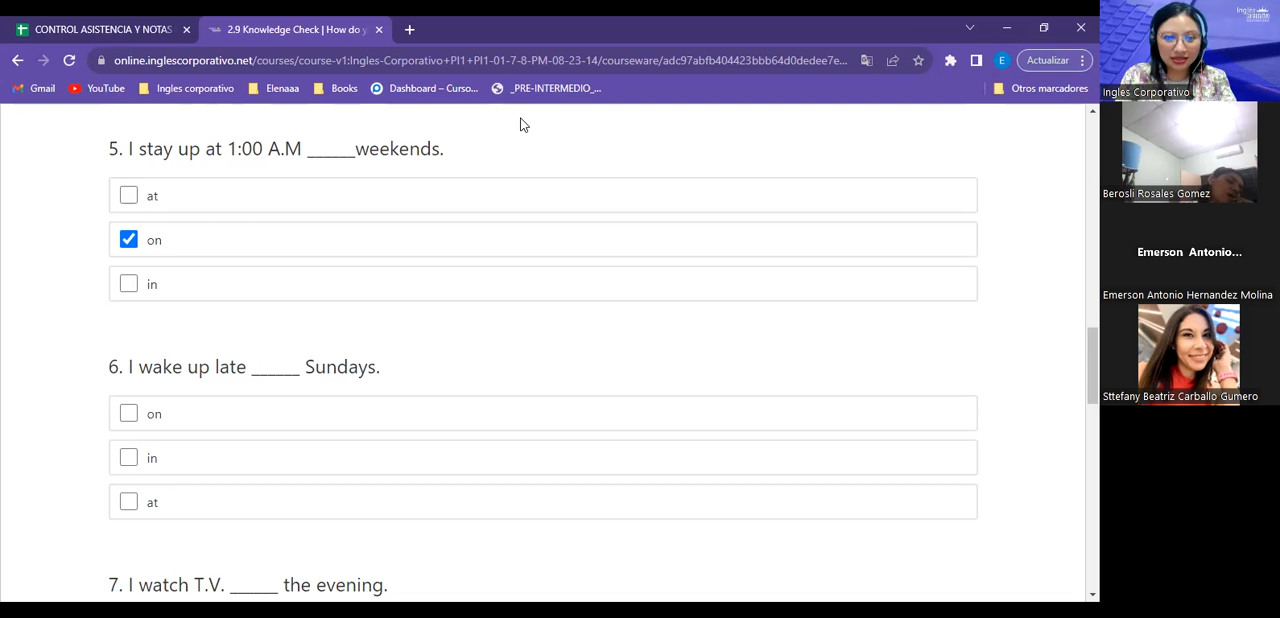 CONTROL ASISTENCIA Y NOTAS
2.9 Knowledge Check | How do y
online.inglescorporativo.net/courses/course-v1:Ingles-Corporativo+PI1+PI1-01-7-8-PM-08-23-14/courseware/adc97abfb404423bbb64d0dedee7e...
E
Actualizar
Gmail
YouTube
Ingles corporativo
Elenaaa
Books
Dashboard – Curso...
_PRE-INTERMEDIO_...
Otros marcadores
5. I stay up at 1:00 A.M ______weekends.
at
on
in
6. I wake up late ______ Sundays.
on
in
at
7. I watch T.V. ______ the evening.
Ingles Corporativo
Berosli Rosales Gomez
Emerson Antonio...
Emerson Antonio Hernandez Molina
Sttefany Beatriz Carballo Gumero